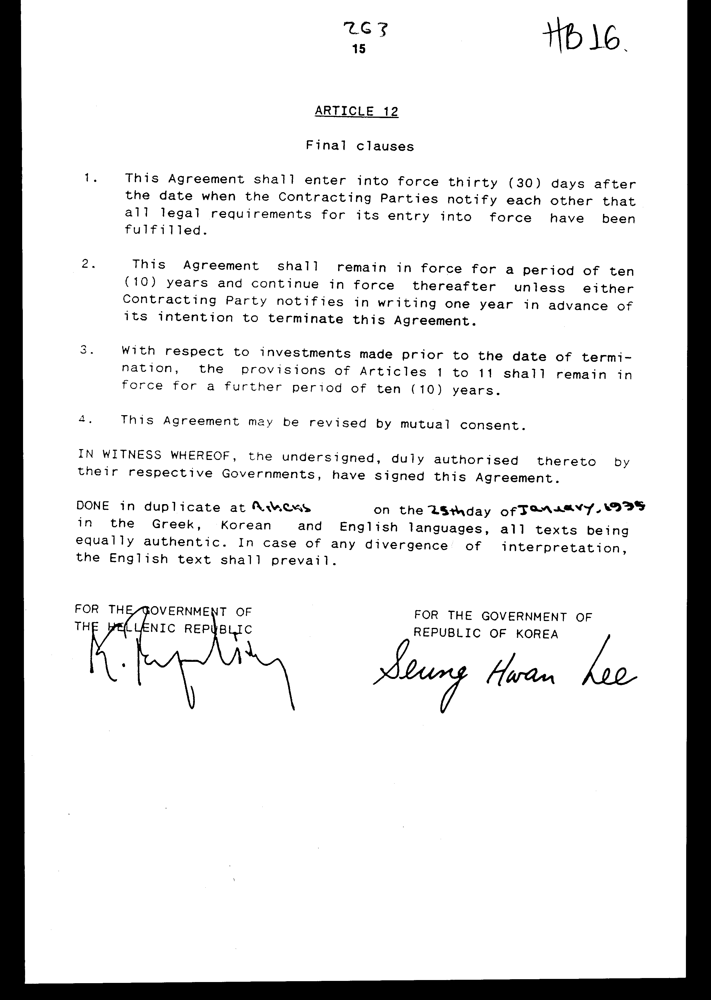 263
HB 16.
15
ARTICLE 12
Final clauses
1. This Agreement shall enter into force thirty (30) days after
the date when the Contracting Parties notify each other that
all legal requirements for its entry into force have been
fulfilled.
2. This Agreement shall remain in force for a period of ten
(10) years and continue in force thereafter unless either
Contracting Party notifies in writing one year in advance of
its intention to terminate this Agreement.
3. With respect to investments made prior to the date of termi-
nation, the provisions of Articles 1 to 11 shall remain in
force for a further period of ten (10) years.
4. This Agreement may be revised by mutual consent.
IN WITNESS WHEREOF, the undersigned, duly authorised thereto by
their respective Governments, have signed this Agreement.
DONE in duplicate at Athens on the 25th day of January, 1995
in the Greek, Korean and English languages, all texts being
equally authentic. In case of any divergence of interpretation,
the English text shall prevail.
FOR THE GOVERNMENT OF
THE HELLENIC REPUBLIC
K.
FOR THE GOVERNMENT OF
REPUBLIC OF KOREA
Seung Hwan Lee